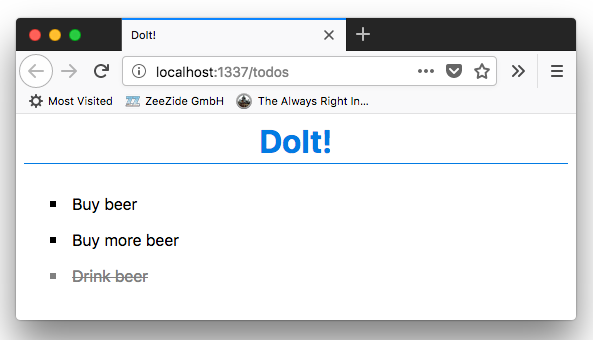 DoIt!
localhost:1337/todos
Most Visited ZeeZide GmbH The Always Right In...
DoIt!
Buy beer
Buy more beer
Drink beer